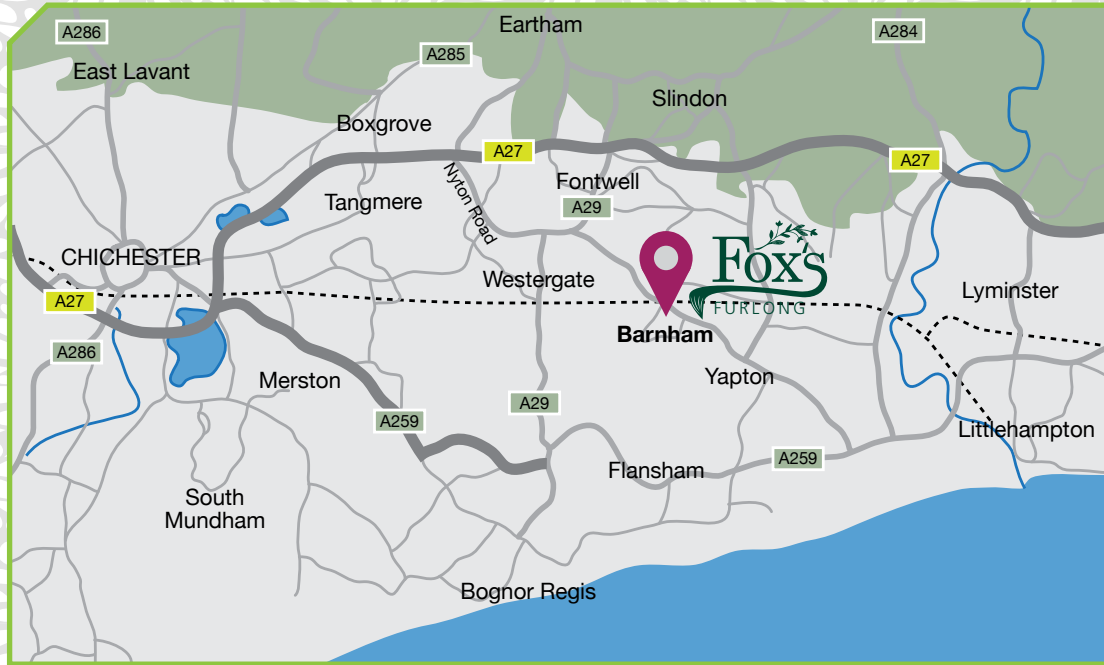 Eartham
A286
A284
A285
East Lavant
Slindon
Boxgrove
A27
A27
Nyton Road
Fontwell
Tangmere
A29
FOX'S
FURLONG
CHICHESTER
Westergate
Lyminster
A27
Barnham
A286
Yapton
Merston
A29
A259
Littlehampton
A259
Flansham
South
Mundham
Bognor Regis